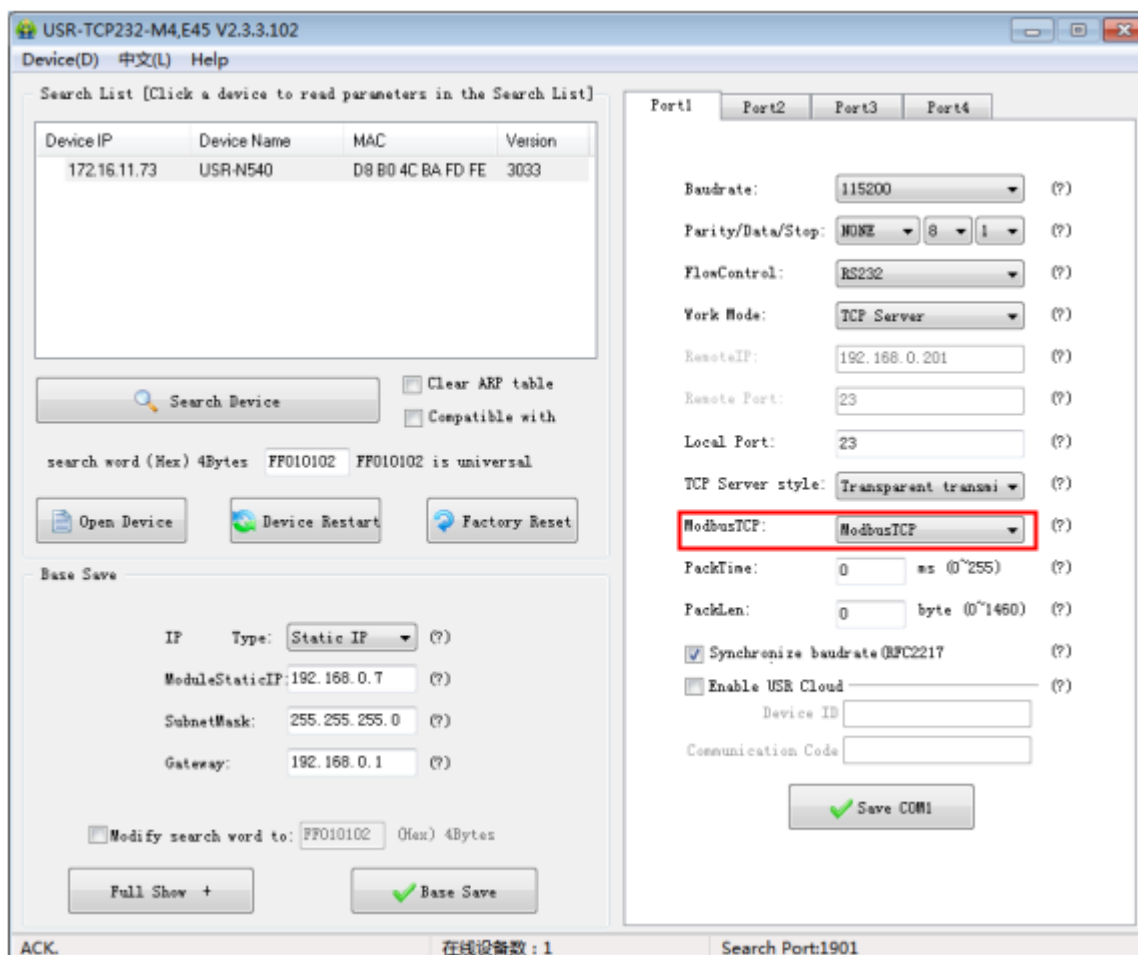 USR-TCP232-M4,E45 V2.3.3.102
Device(D) 中文(L) Help
Search List [Click a device to read parameters in the Search List]
Device IP Device Name MAC Version
172.16.11.73 USR-N540 D8 B0 4C BA FD FE 3033
Search Device
Clear ARP table
Compatible with
search word (Hex) 4Bytes FF010102 FF010102 is universal
Open Device Device Restart Factory Reset
Base Save
IP Type: Static IP (?)
ModuleStaticIP: 192.168.0.7 (?)
SubnetMask: 255.255.255.0 (?)
Gateway: 192.168.0.1 (?)
Modify search word to: FF010102 (Hex) 4Bytes
Full Show + Base Save
Port1 Port2 Port3 Port4
Baudrate: 115200 (?)
Parity/Data/Stop: NONE 8 1 (?)
FlowControl: RS232 (?)
Work Mode: TCP Server (?)
RemoteIP: 192.168.0.201 (?)
Remote Port: 23 (?)
Local Port: 23 (?)
TCP Server style: Transparent transmi (?)
ModbusTCP: ModbusTCP (?)
PackTime: 0 ms (0~255) (?)
PackLen: 0 byte (0~1460) (?)
Synchronize baudrate(RFC2217 (?)
Enable USR Cloud (?)
Device ID
Communication Code
Save COM1
ACK. 在线设备数：1 Search Port:1901